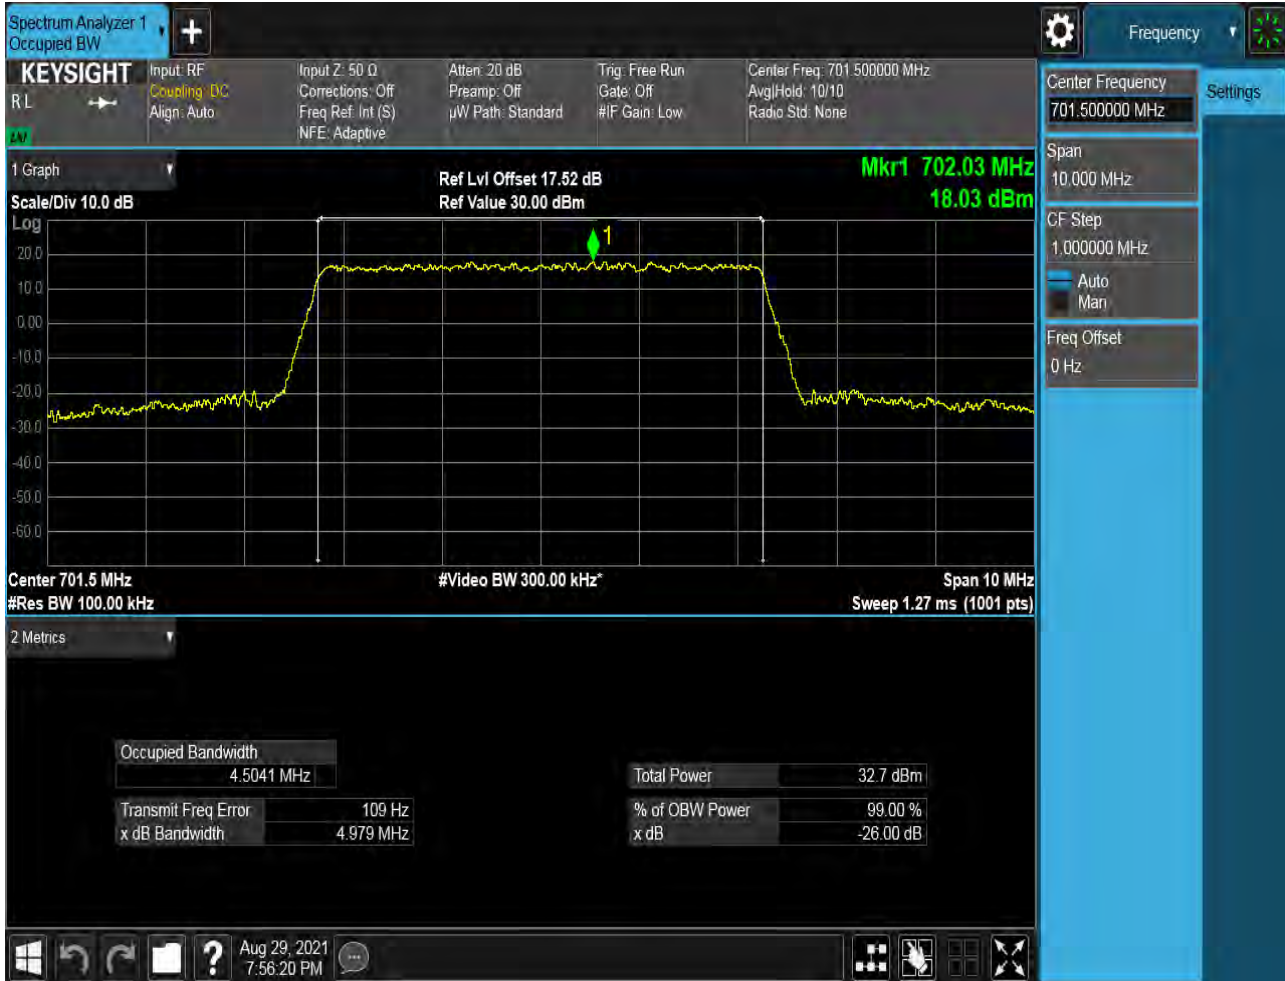 Spectrum Analyzer 1
Occupied BW
Frequency
KEYSIGHT
RL
Input: RF
Coupling: DC
Align: Auto
Input Z: 50 Ω
Corrections: Off
Freq Ref: Int (S)
NFE: Adaptive
Atten: 20 dB
Preamp: Off
µW Path: Standard
Trig: Free Run
Gate: Off
#IF Gain: Low
Center Freq: 701.500000 MHz
Avg|Hold: 10/10
Radio Std: None
Center Frequency
701.500000 MHz
Settings
Span
10.000 MHz
CF Step
1.000000 MHz
Auto
Man
Freq Offset
0 Hz
1 Graph
Scale/Div 10.0 dB
Ref Lvl Offset 17.52 dB
Ref Value 30.00 dBm
Mkr1 702.03 MHz
18.03 dBm
Log
1
20.0
10.0
0.00
-10.0
-20.0
-30.0
-40.0
-50.0
-60.0
Center 701.5 MHz
#Video BW 300.00 kHz*
Span 10 MHz
#Res BW 100.00 kHz
Sweep 1.27 ms (1001 pts)
2 Metrics
Occupied Bandwidth
4.5041 MHz
Total Power 32.7 dBm
Transmit Freq Error 109 Hz
% of OBW Power 99.00 %
x dB Bandwidth 4.979 MHz
x dB -26.00 dB
?
Aug 29, 2021
7:56:20 PM